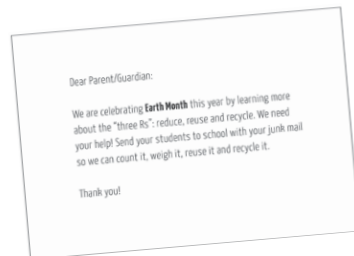 Dear Parent/Guardian:
We are celebrating Earth Month this year by learning more
about the "three Rs": reduce, reuse and recycle. We need
your help! Send your students to school with your junk mail
so we can count it, weigh it, reuse it and recycle it.
Thank you!